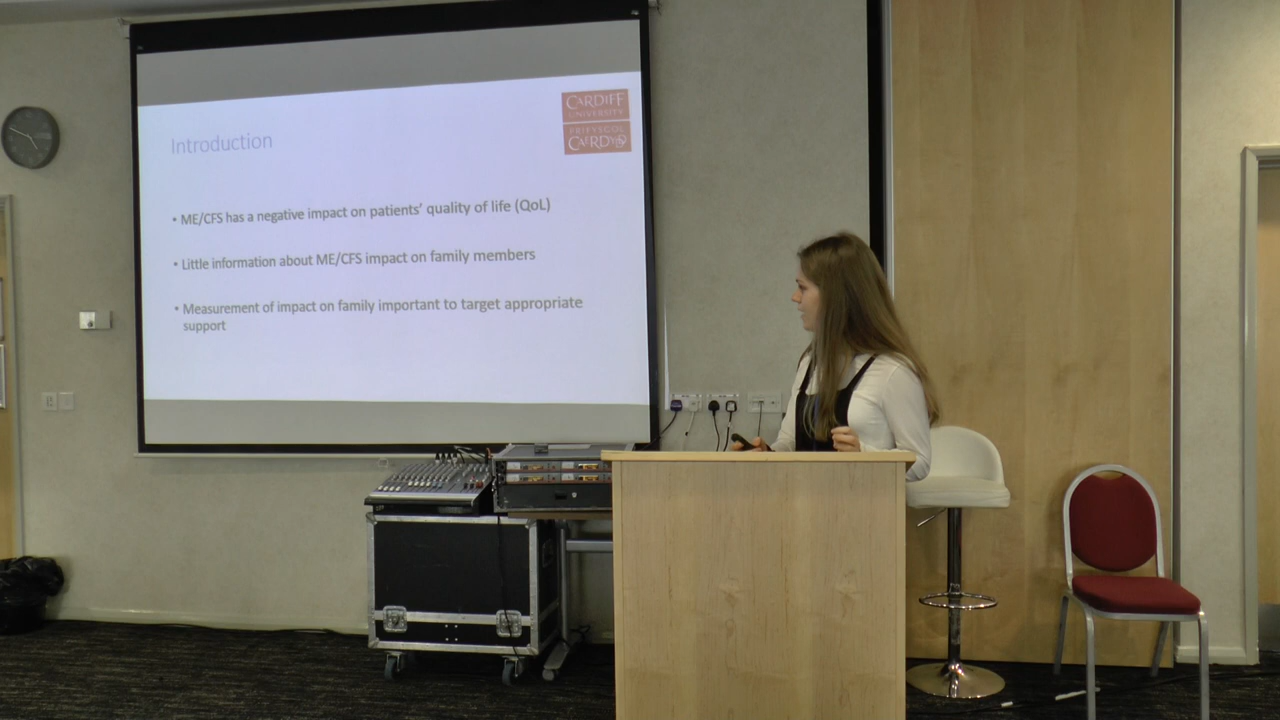 CARDIFF
UNIVERSITY
PRIFYSGOL
CAERDYDD
Introduction
• ME/CFS has a negative impact on patients' quality of life (QoL)
• Little information about ME/CFS impact on family members
• Measurement of impact on family important to target appropriate
support